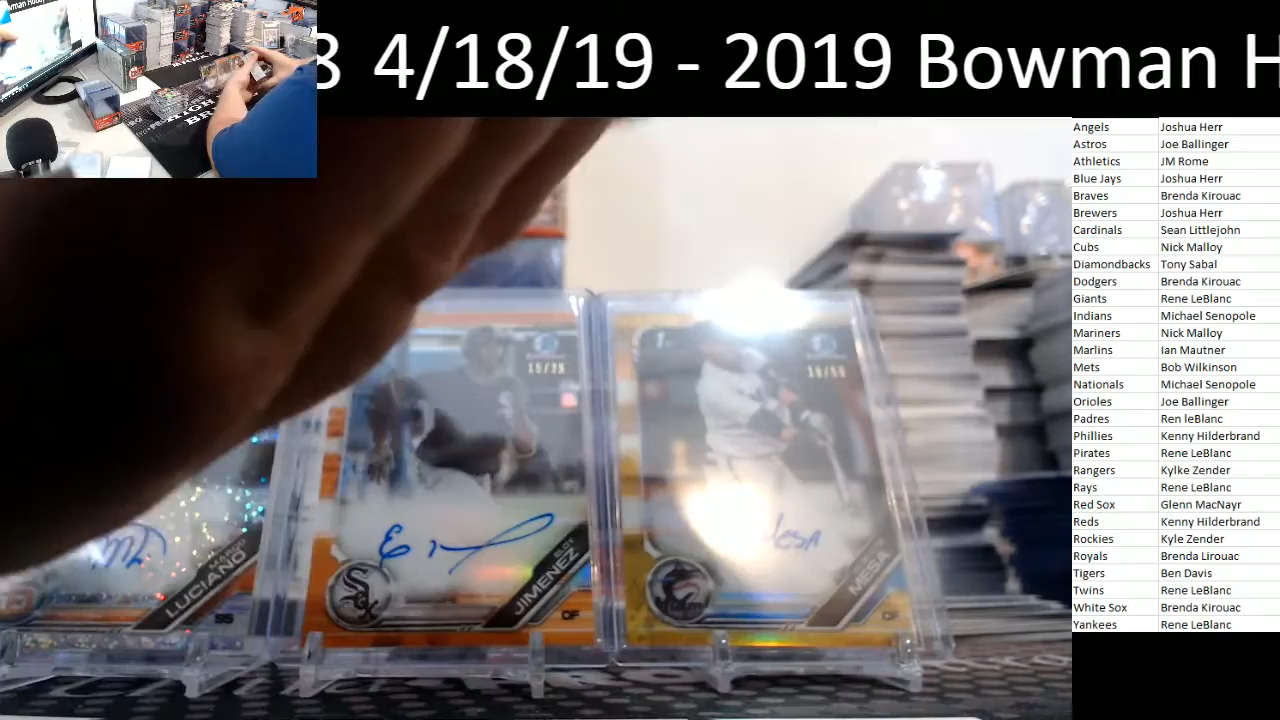 8 4/18/19 - 2019 Bowman H
Angels Joshua Herr
Astros Joe Ballinger
Athletics JM Rome
Blue Jays Joshua Herr
Braves Brenda Kirouac
Brewers Joshua Herr
Cardinals Sean Littlejohn
Cubs Nick Malloy
Diamondbacks Tony Sabal
Dodgers Brenda Kirouac
Giants Rene LeBlanc
Indians Michael Senopole
Mariners Nick Malloy
Marlins Ian Mautner
Mets Bob Wilkinson
Nationals Michael Senopole
Orioles Joe Ballinger
Padres Ren leBlanc
Phillies Kenny Hilderbrand
Pirates Rene LeBlanc
Rangers Kylke Zender
Rays Rene LeBlanc
Red Sox Glenn MacNayr
Reds Kenny Hilderbrand
Rockies Kyle Zender
Royals Brenda Lirouac
Tigers Ben Davis
Twins Rene LeBlanc
White Sox Brenda Kirouac
Yankees Rene LeBlanc
LUCIANO
SS
ELOY
JIMENEZ
OF
MESA
OF
Mesa